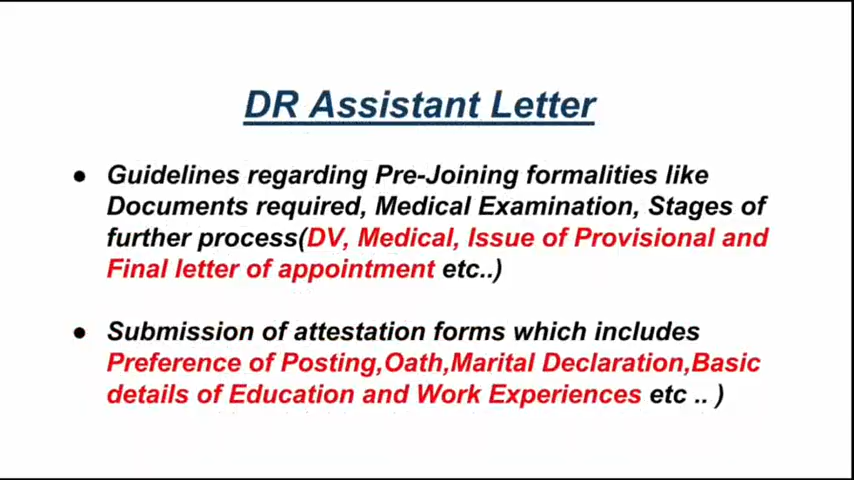 DR Assistant Letter
● Guidelines regarding Pre-Joining formalities like
Documents required, Medical Examination, Stages of
further process(DV, Medical, Issue of Provisional and
Final letter of appointment etc..)
● Submission of attestation forms which includes
Preference of Posting,Oath,Marital Declaration,Basic
details of Education and Work Experiences etc .. )